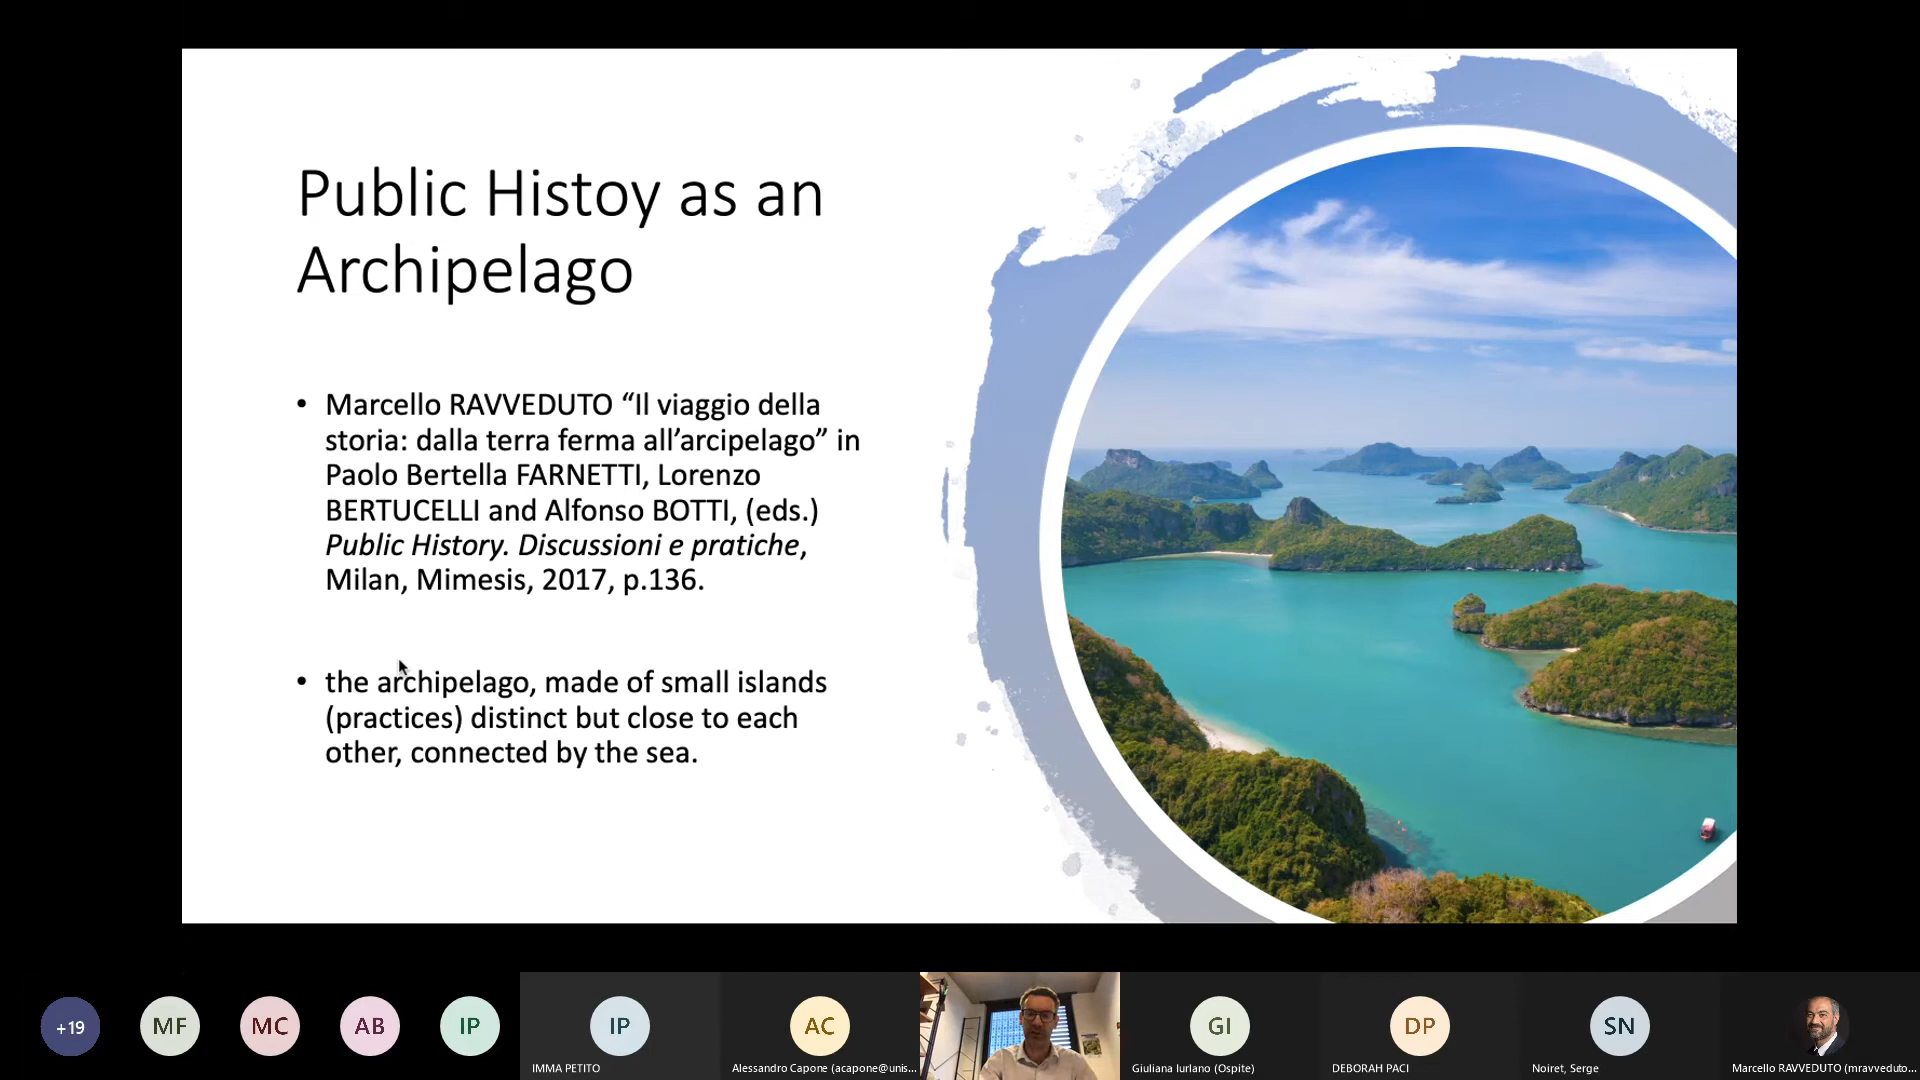 Public Histoy as an
Archipelago
• Marcello RAVVEDUTO “Il viaggio della
storia: dalla terra ferma all’arcipelago” in
Paolo Bertella FARNETTI, Lorenzo
BERTUCELLI and Alfonso BOTTI, (eds.)
Public History. Discussioni e pratiche,
Milan, Mimesis, 2017, p.136.
• the archipelago, made of small islands
(practices) distinct but close to each
other, connected by the sea.
+19
MF
MC
AB
IP
IP
IMMA PETITO
AC
Alessandro Capone (acapone@unis...
GI
Giuliana Iurlano (Ospite)
DP
DEBORAH PACI
SN
Noiret, Serge
Marcello RAVVEDUTO (mravveduto...